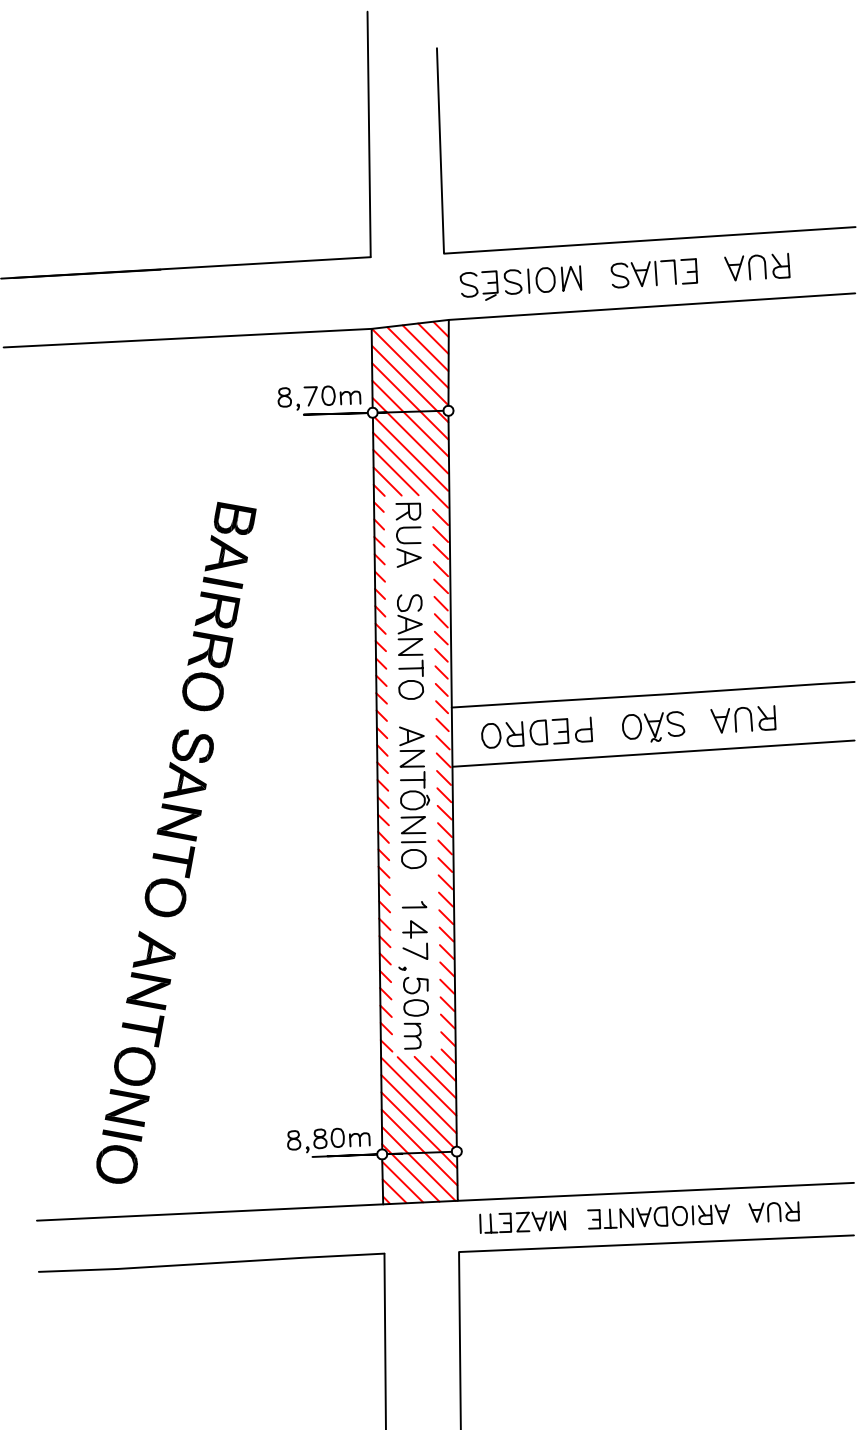 RUA ELIAS MOISÉS
8,70m
BAIRRO SANTO ANTONIO
RUA SANTO ANTÔNIO 147,50m
RUA SÃO PEDRO
8,80m
RUA ARIODANTE MAZETI